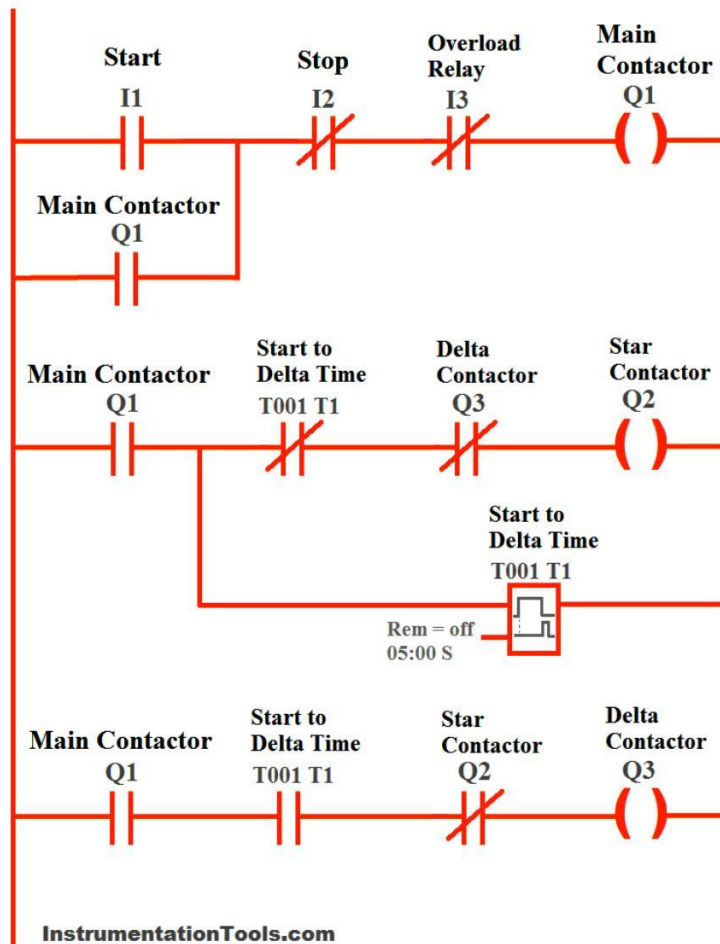 Start
I1
Stop
I2
Overload
Relay
I3
Main
Contactor
Q1
Main Contactor
Q1
Main Contactor
Q1
Start to
Delta Time
T001 T1
Delta
Contactor
Q3
Star
Contactor
Q2
Start to
Delta Time
T001 T1
Rem = off
05:00 S
Main Contactor
Q1
Start to
Delta Time
T001 T1
Star
Contactor
Q2
Delta
Contactor
Q3
InstrumentationTools.com